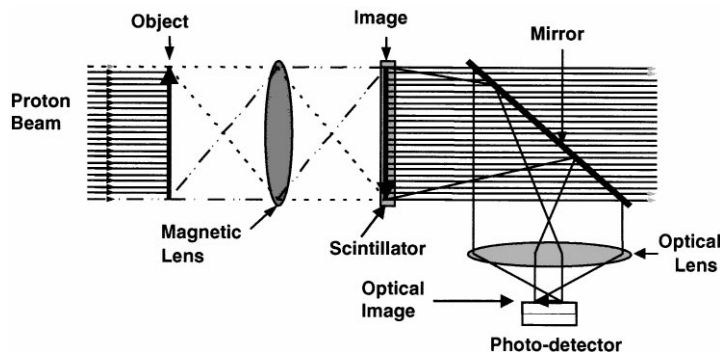 Object
Image
Mirror
Proton
Beam
Magnetic
Lens
Scintillator
Optical
Lens
Optical
Image
Photo-detector